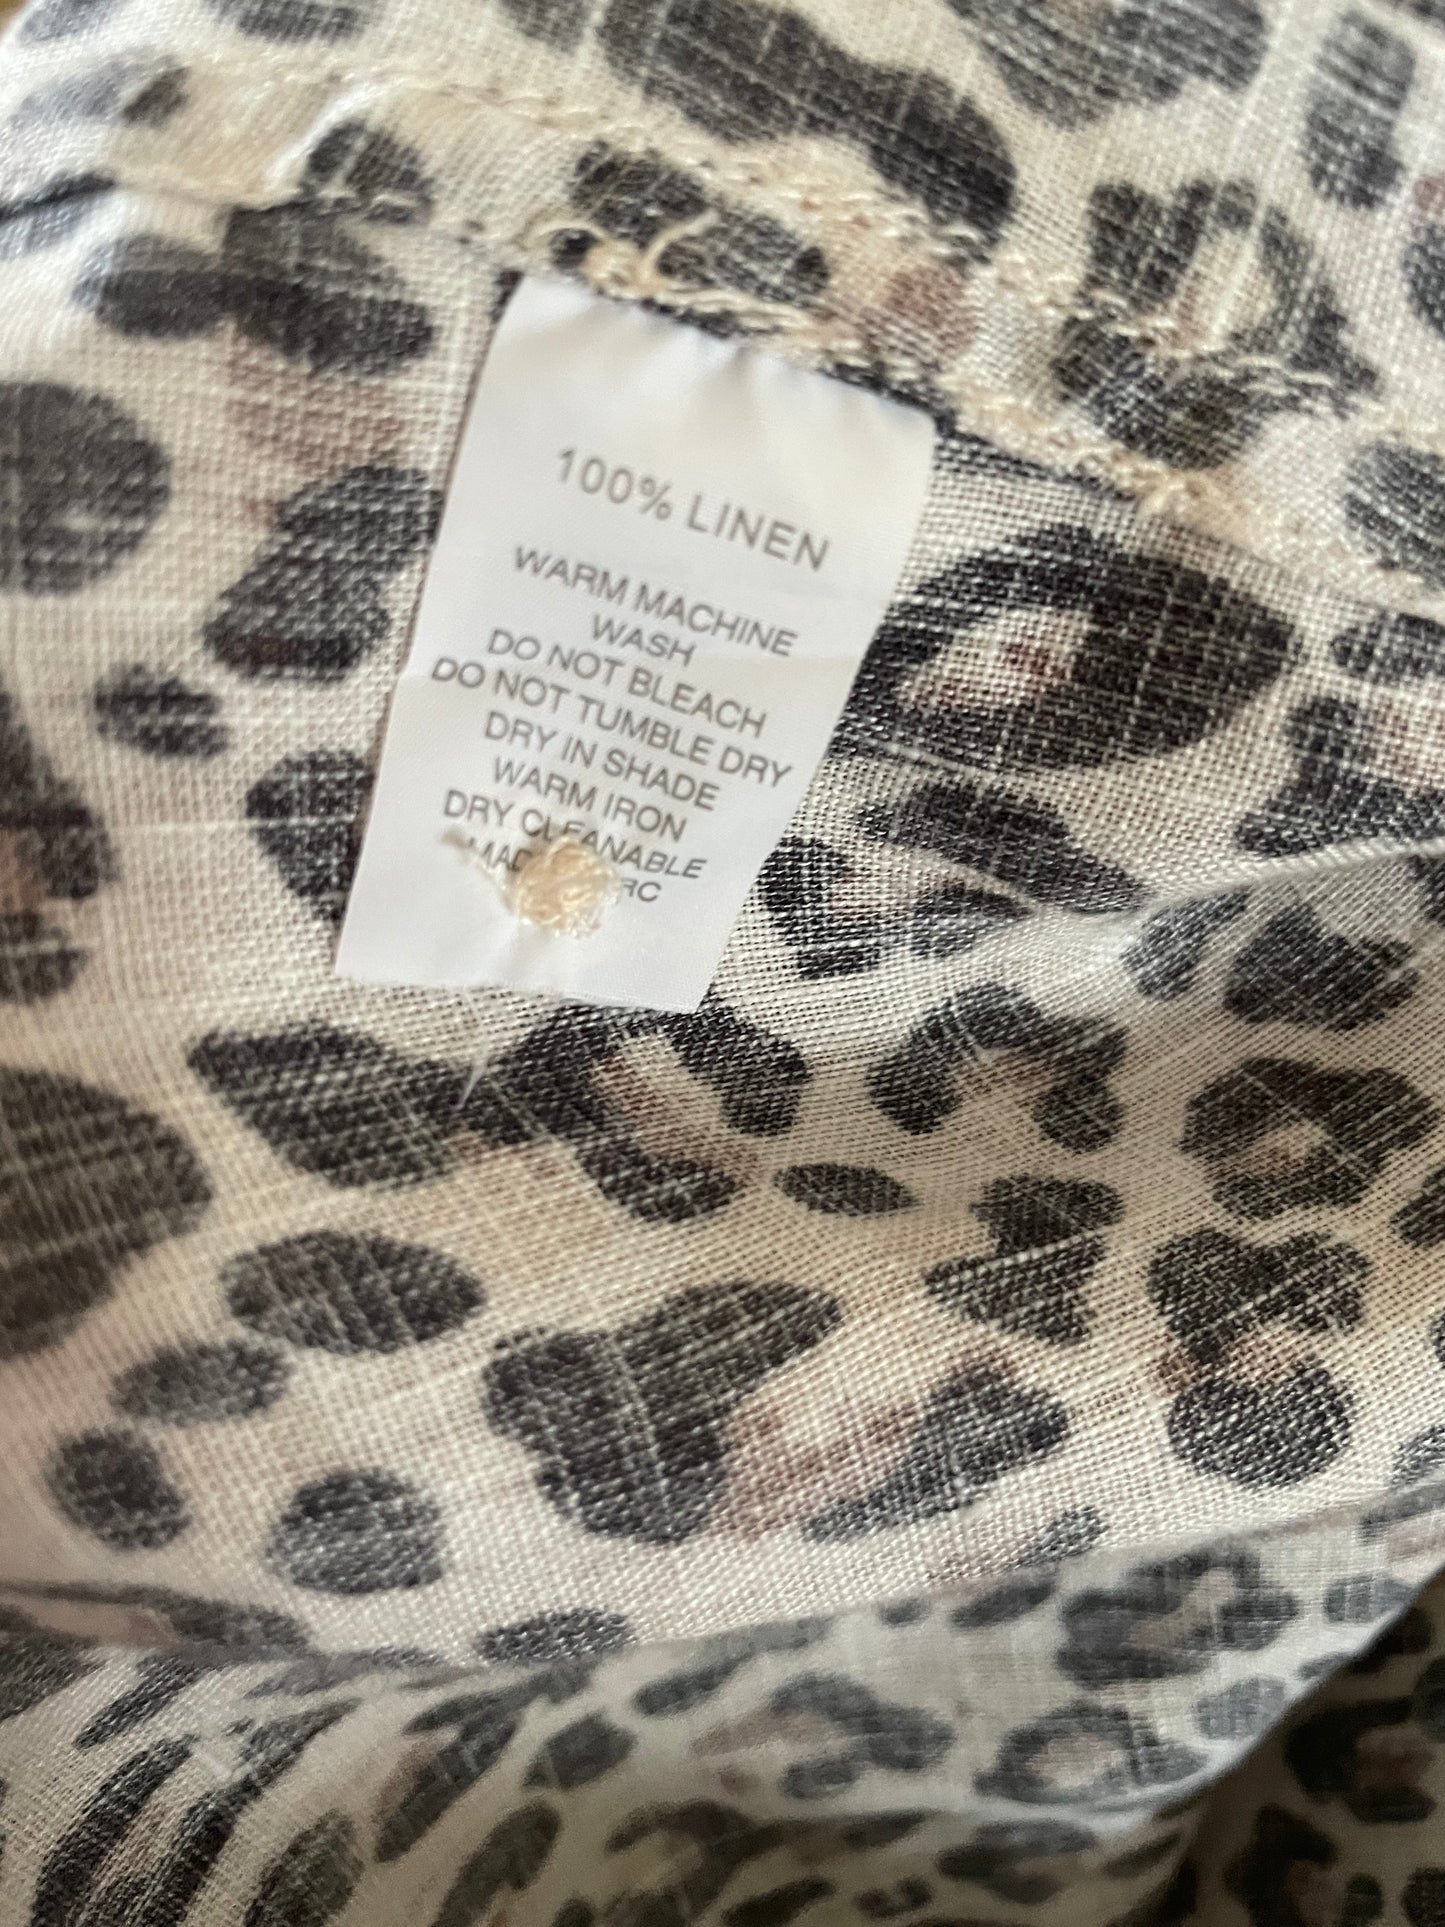 100% LINEN
WARM MACHINE
WASH
DO NOT BLEACH
DO NOT TUMBLE DRY
DRY IN SHADE
WARM IRON
DRY CLEANABLE